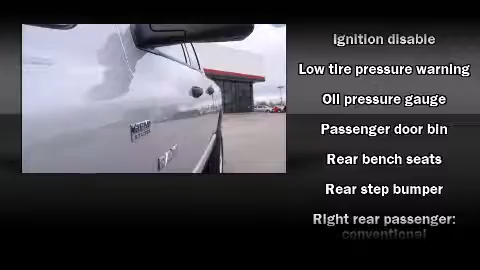 Ignition disable
Low tire pressure warning
Oil pressure gauge
Passenger door bin
Rear bench seats
Rear step bumper
Right rear passenger:
conventional